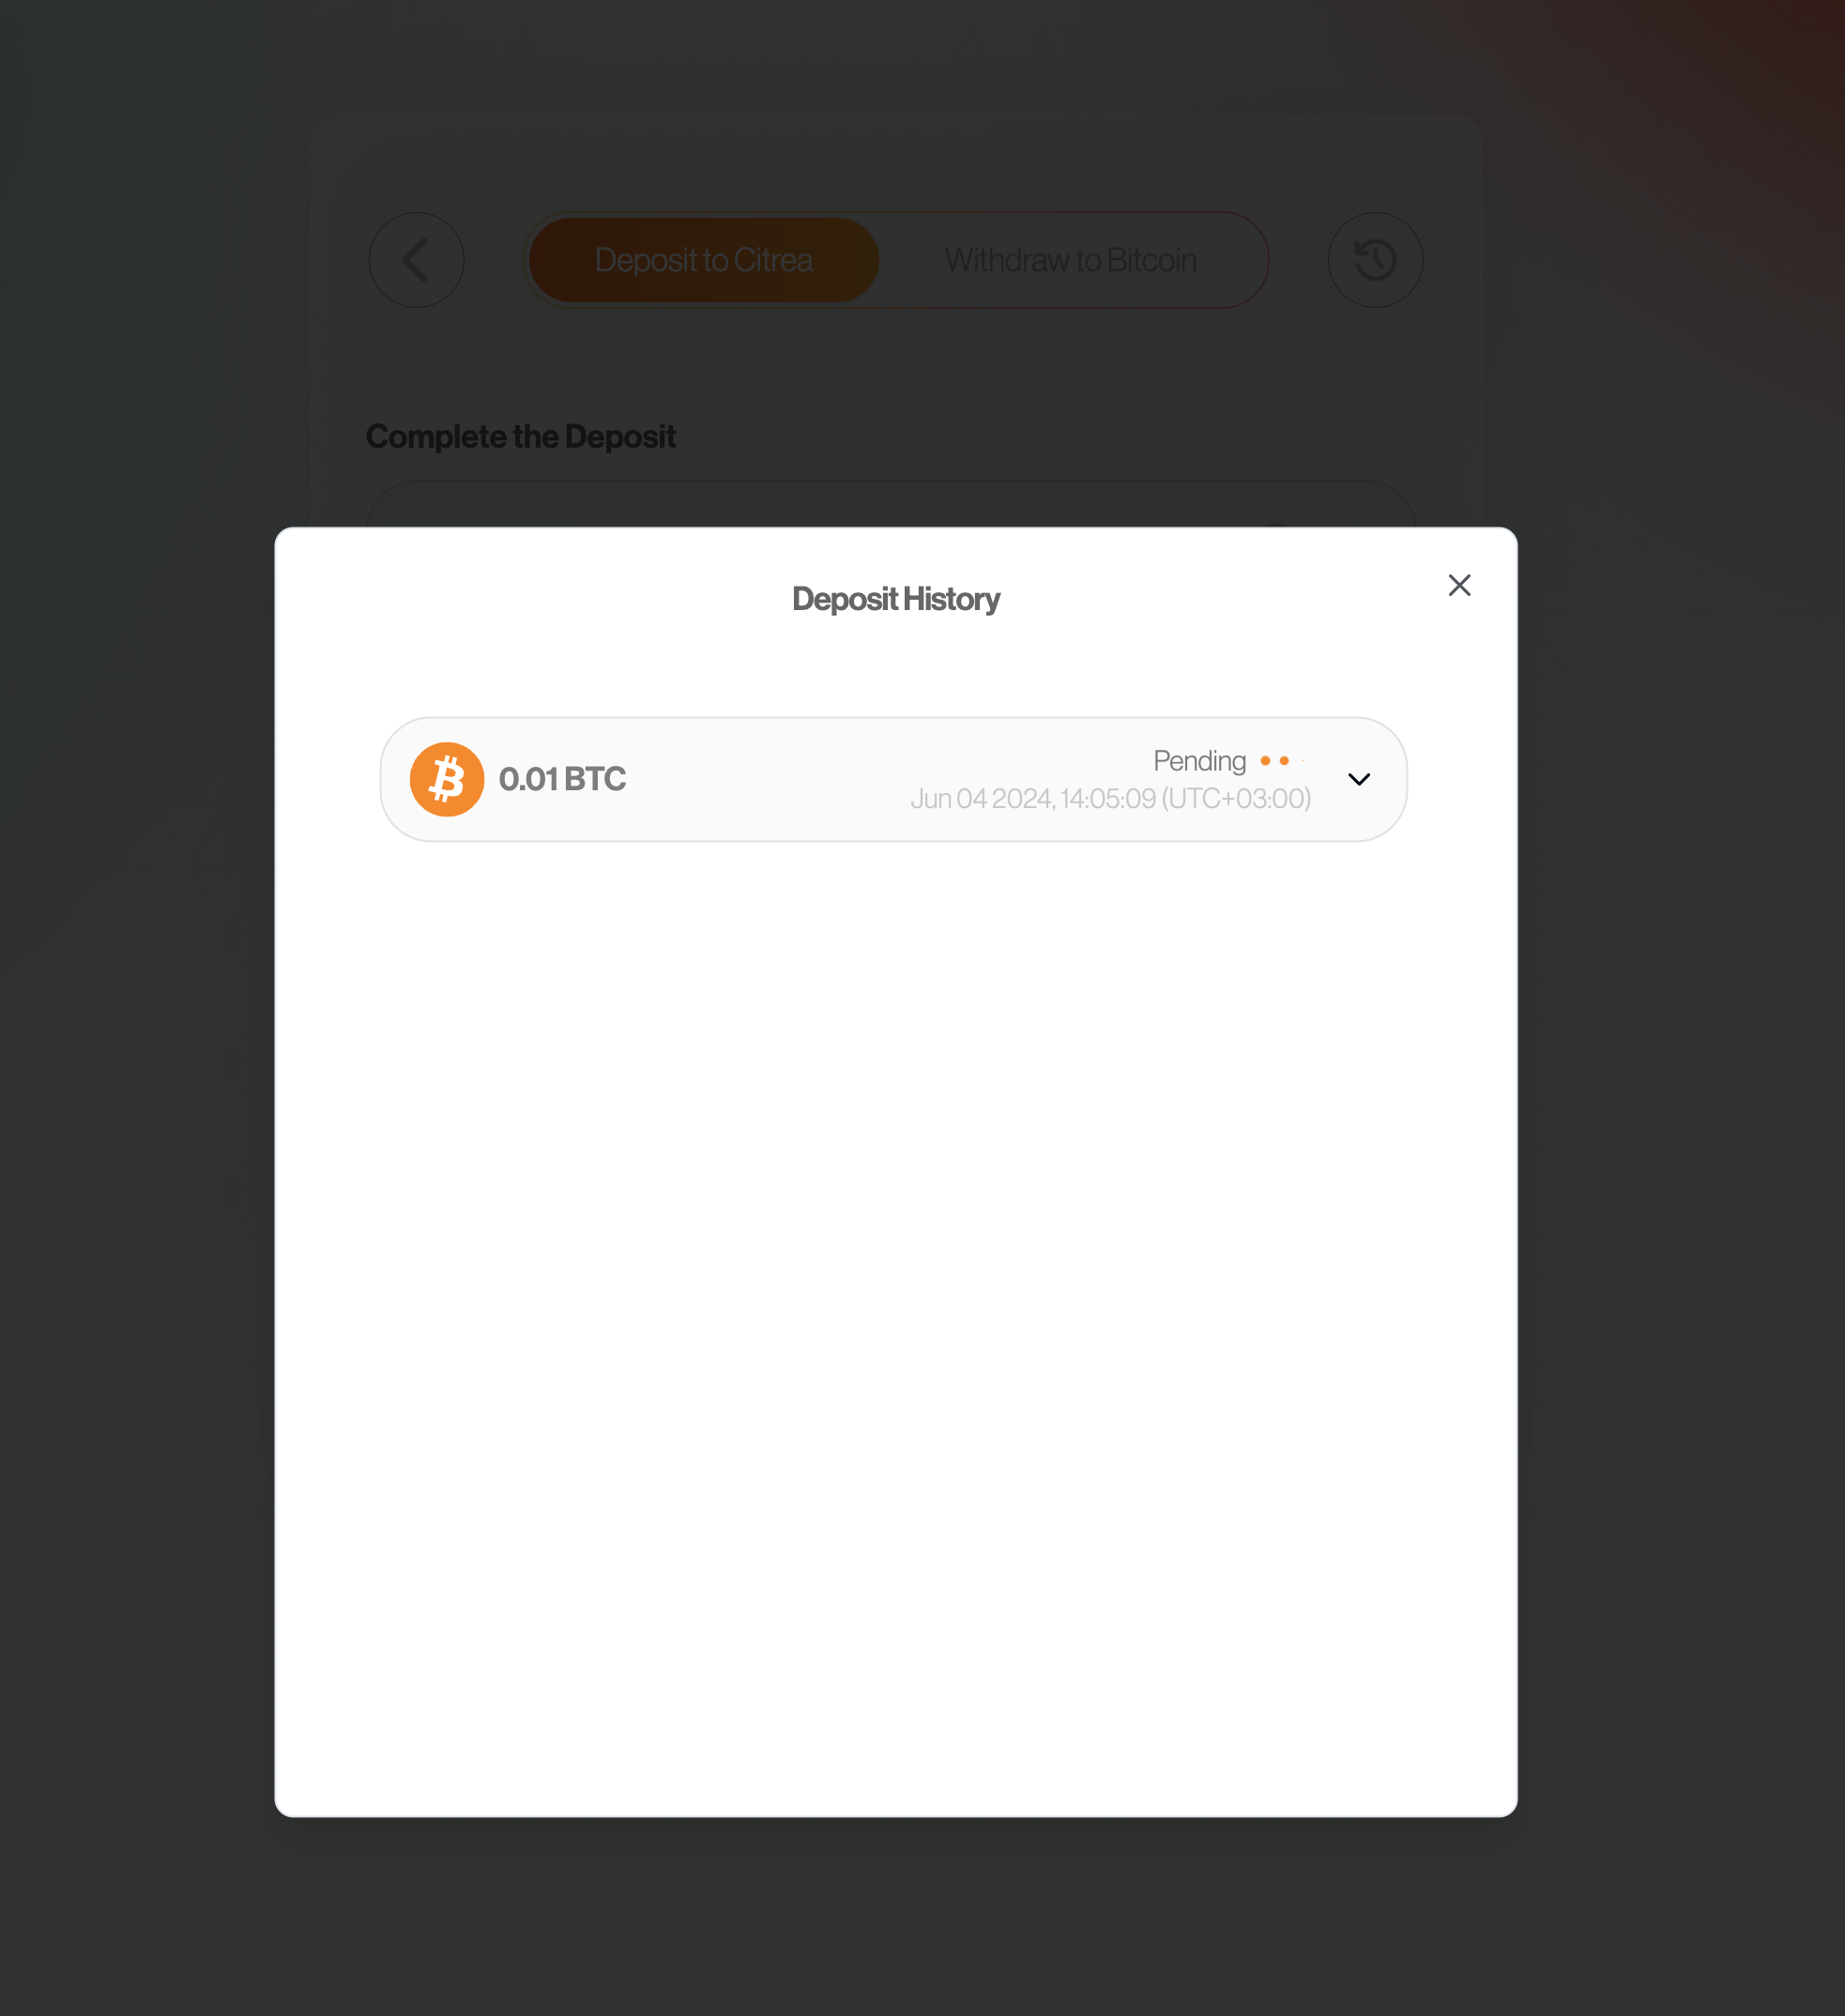 Deposit to Citrea
Withdraw to Bitcoin
Complete the Deposit
Deposit History
0.01 BTC
Pending
Jun 04 2024, 14:05:09 (UTC+03:00)